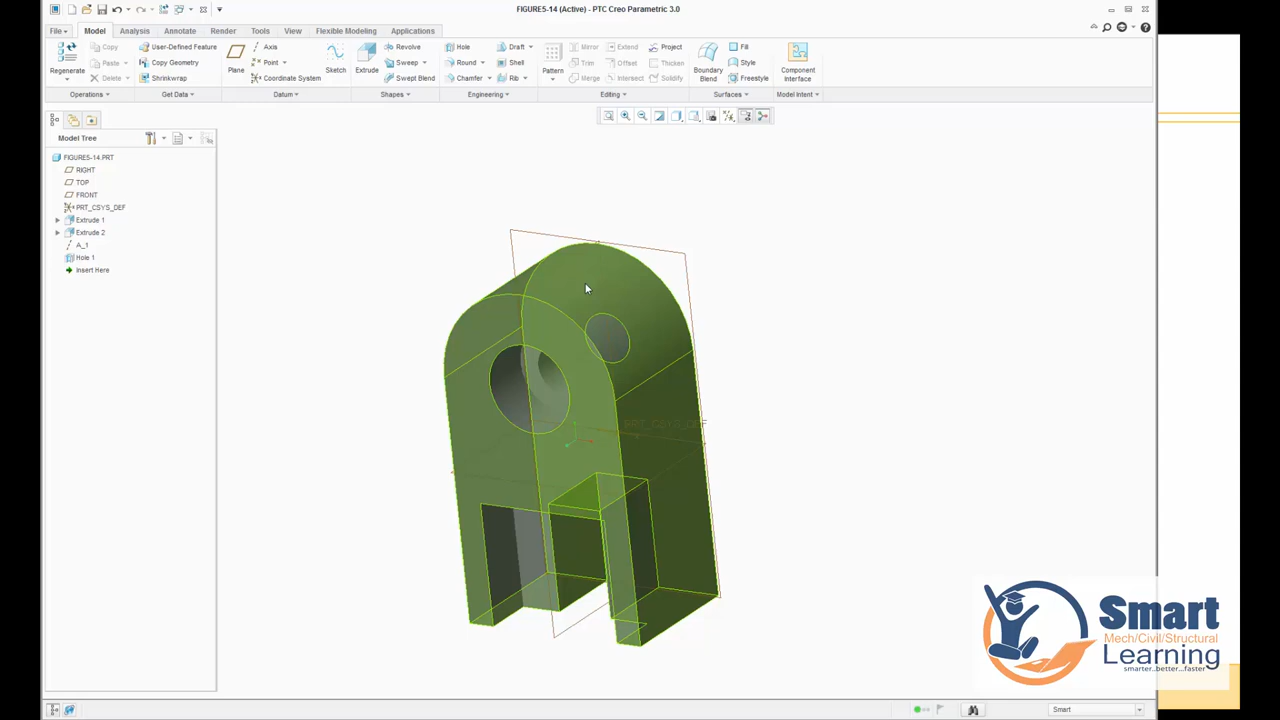 FIGURE5-14 (Active) - PTC Creo Parametric 3.0
File Model Analysis Annotate Render Tools View Flexible Modeling Applications
Regenerate Copy Paste Delete User-Defined Feature Copy Geometry Shrinkwrap Plane Axis Point Coordinate System Sketch Extrude Revolve Sweep Swept Blend Hole Round Chamfer Draft Shell Rib Pattern Mirror Trim Merge Extend Offset Intersect Project Thicken Solidify Boundary Blend Fill Style Freestyle Component Interface
Operations Get Data Datum Shapes Engineering Editing Surfaces Model Intent
Model Tree
FIGURE5-14.PRT
RIGHT
TOP
FRONT
PRT_CSYS_DEF
Extrude 1
Extrude 2
A_1
Hole 1
Insert Here
PRT_CSYS_DEF
Smart
Mech/Civil/Structural
Learning
smarter..better...faster....
Smart